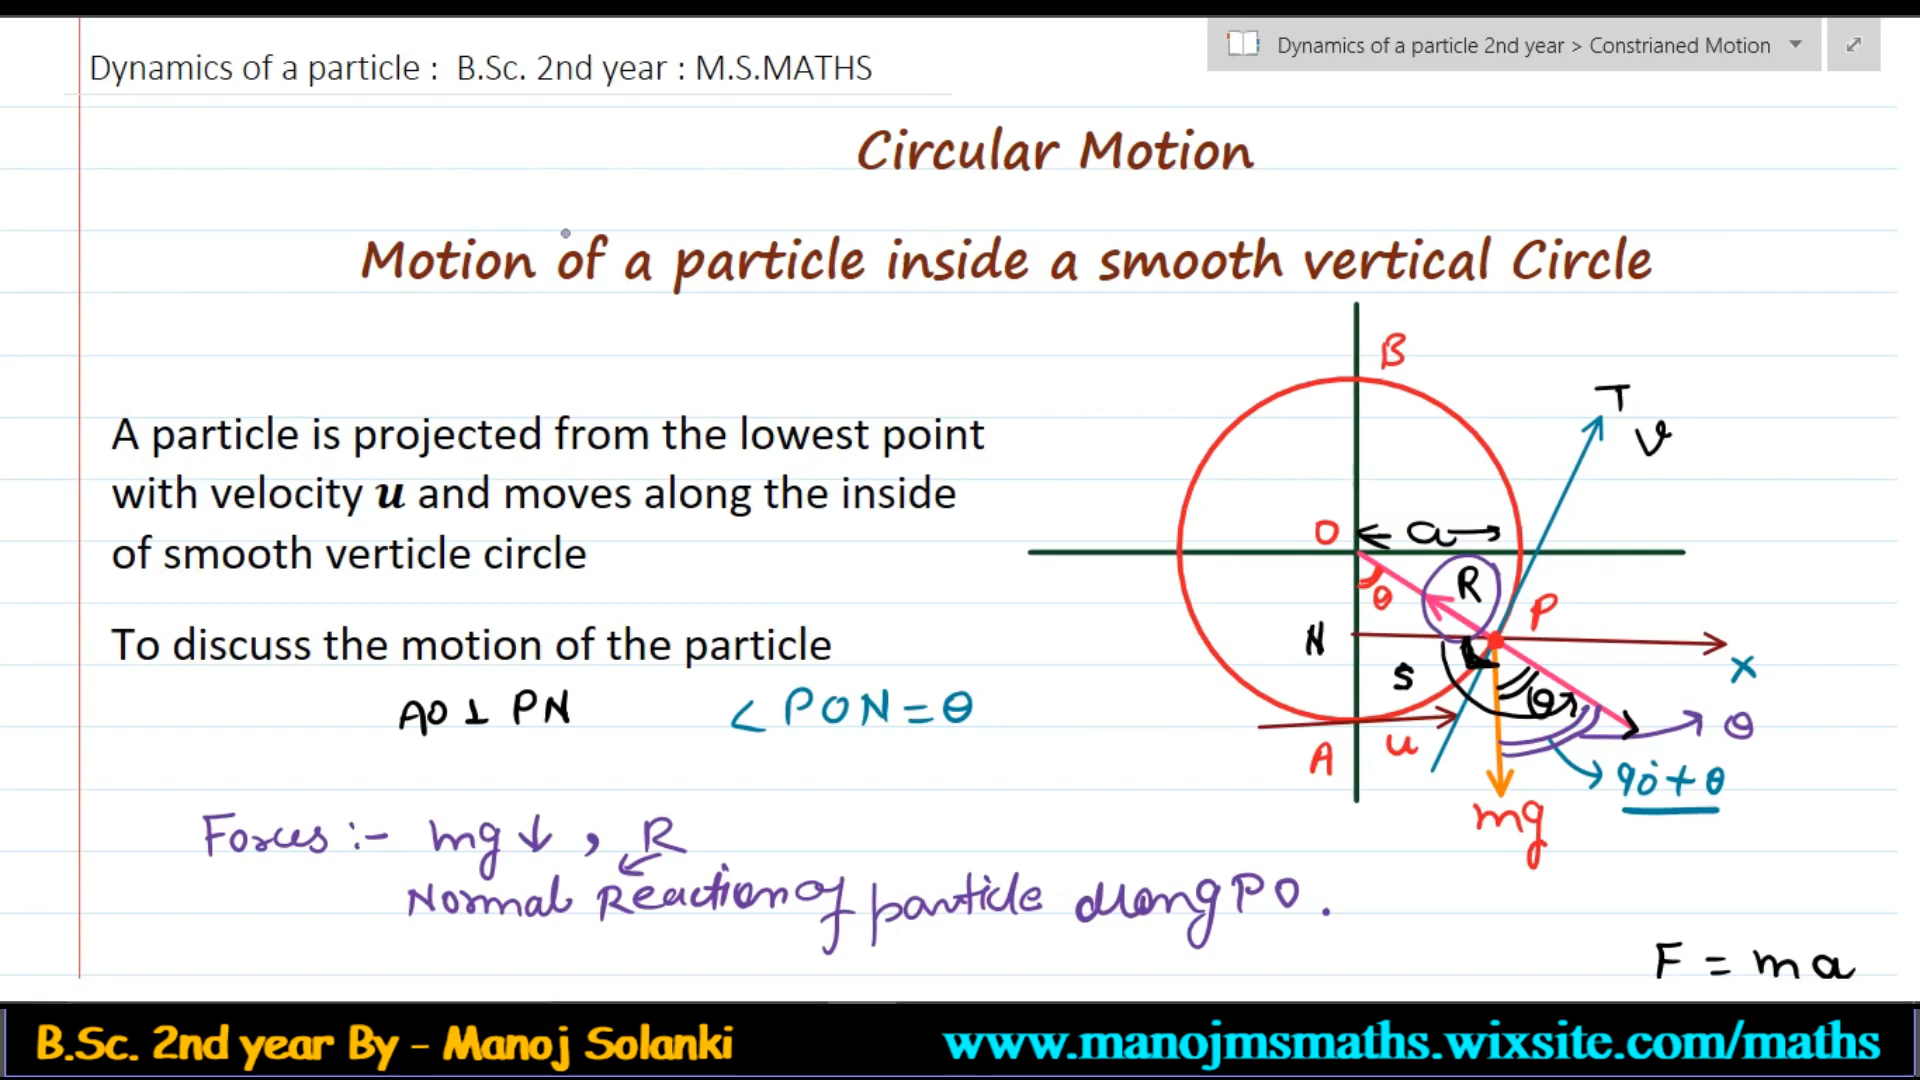 Dynamics of a particle 2nd year > Constrianed Motion
Dynamics of a particle : B.Sc. 2nd year : M.S.MATHS
Circular Motion
Motion of a particle inside a smooth vertical Circle
A particle is projected from the lowest point
with velocity u and moves along the inside
of smooth verticle circle
To discuss the motion of the particle
AO ⊥ PN
∠PON = θ
Forces :- mg ↓ , R
Normal Reaction of particle along PO.
F = ma
B
T
v
O
a
R
θ
P
N
S
x
θ
θ
A
u
90° + θ
mg
B.Sc. 2nd year By - Manoj Solanki
www.manojmsmaths.wixsite.com/maths